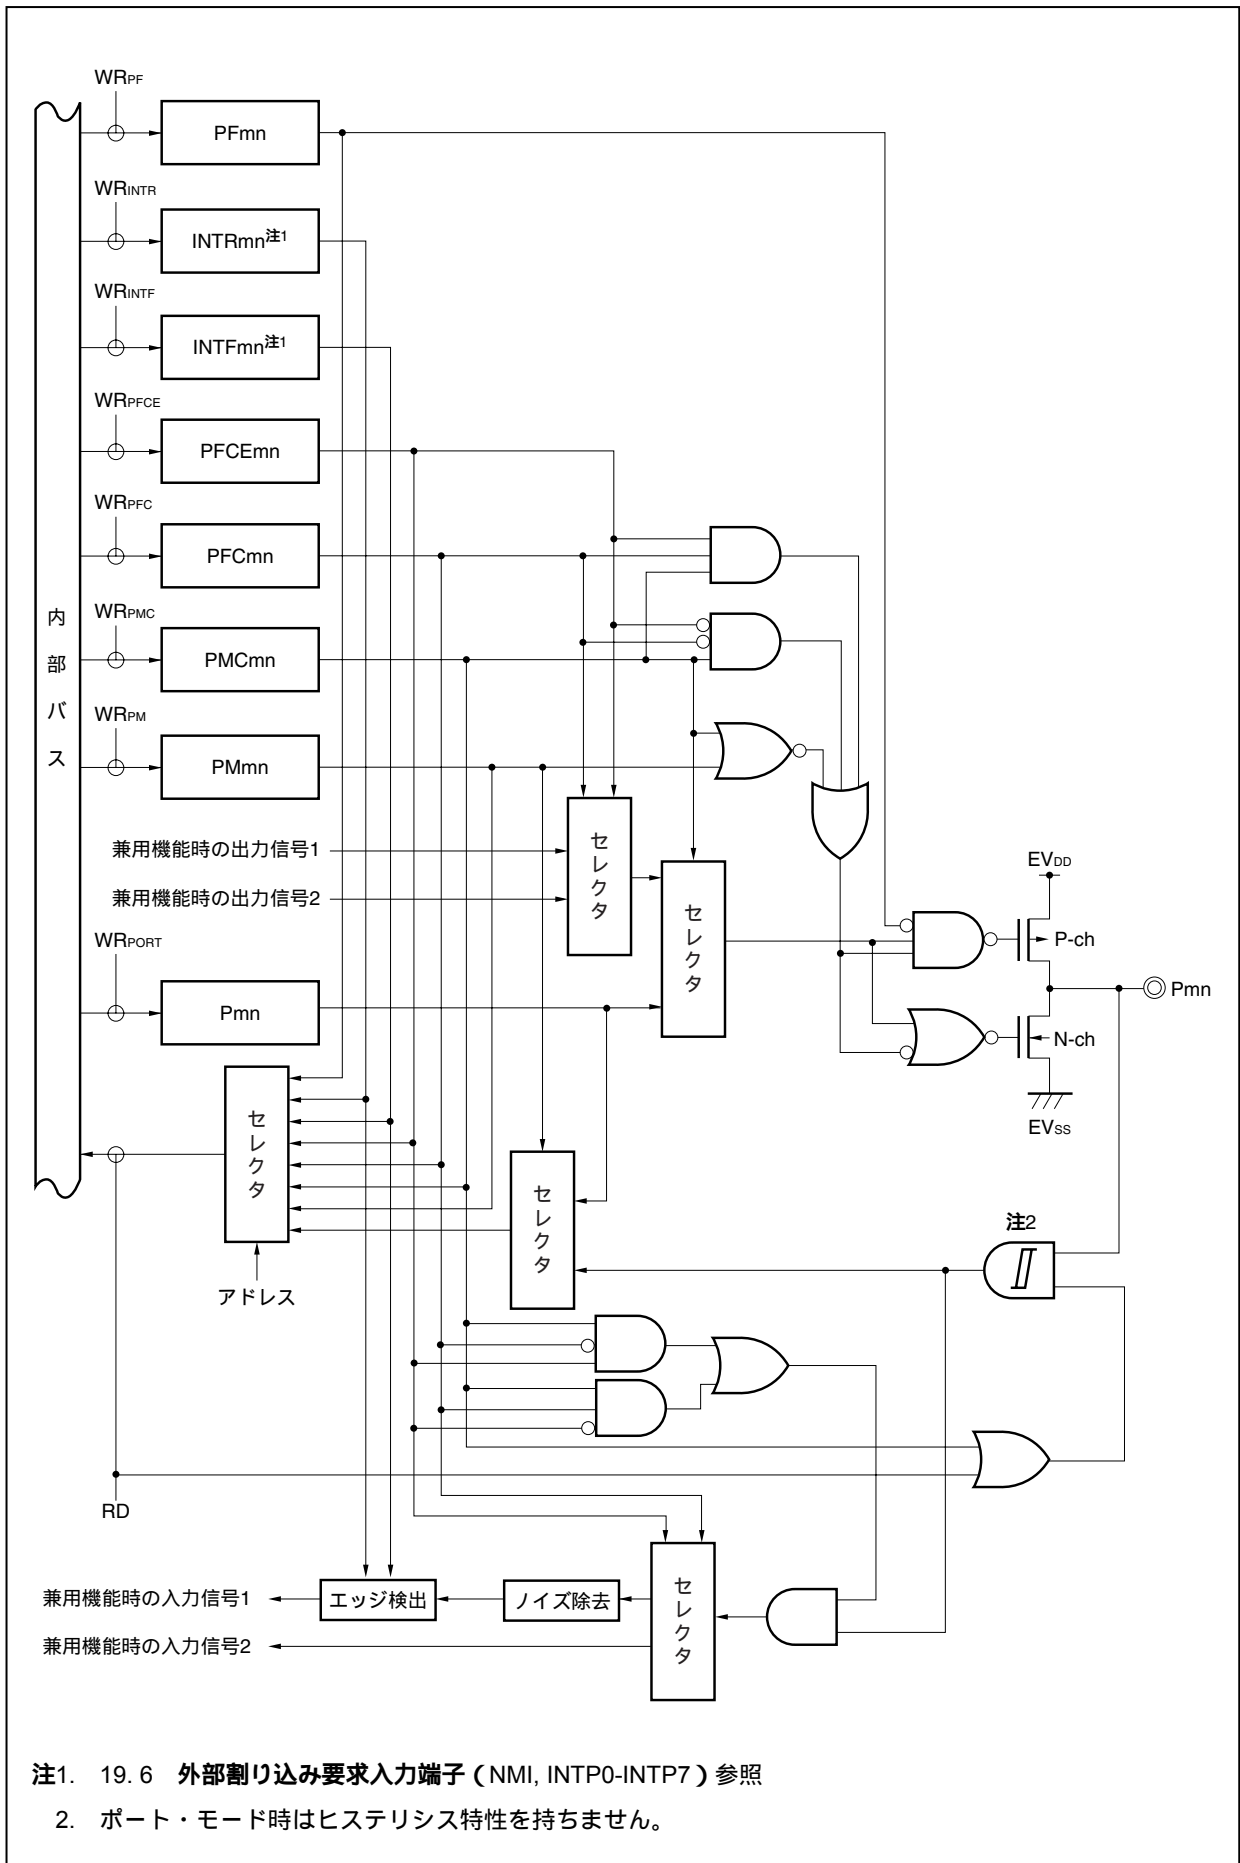 WRPF
PFmn
WRINTR
INTRmn注1
WRINTF
INTFmn注1
WRPFCE
PFCEmn
WRPFC
PFCmn
内部バス
WRPMC
PMCmn
WRPM
PMmn
兼用機能時の出力信号1
兼用機能時の出力信号2
セレクタ
セレクタ
EVDD
P-ch
WRPORT
Pmn
Pmn
N-ch
EVSS
セレクタ
セレクタ
注2
アドレス
RD
兼用機能時の入力信号1
エッジ検出
ノイズ除去
セレクタ
兼用機能時の入力信号2
注1. 19. 6 外部割り込み要求入力端子（NMI, INTP0-INTP7）参照
2. ポート・モード時はヒステリシス特性を持ちません。